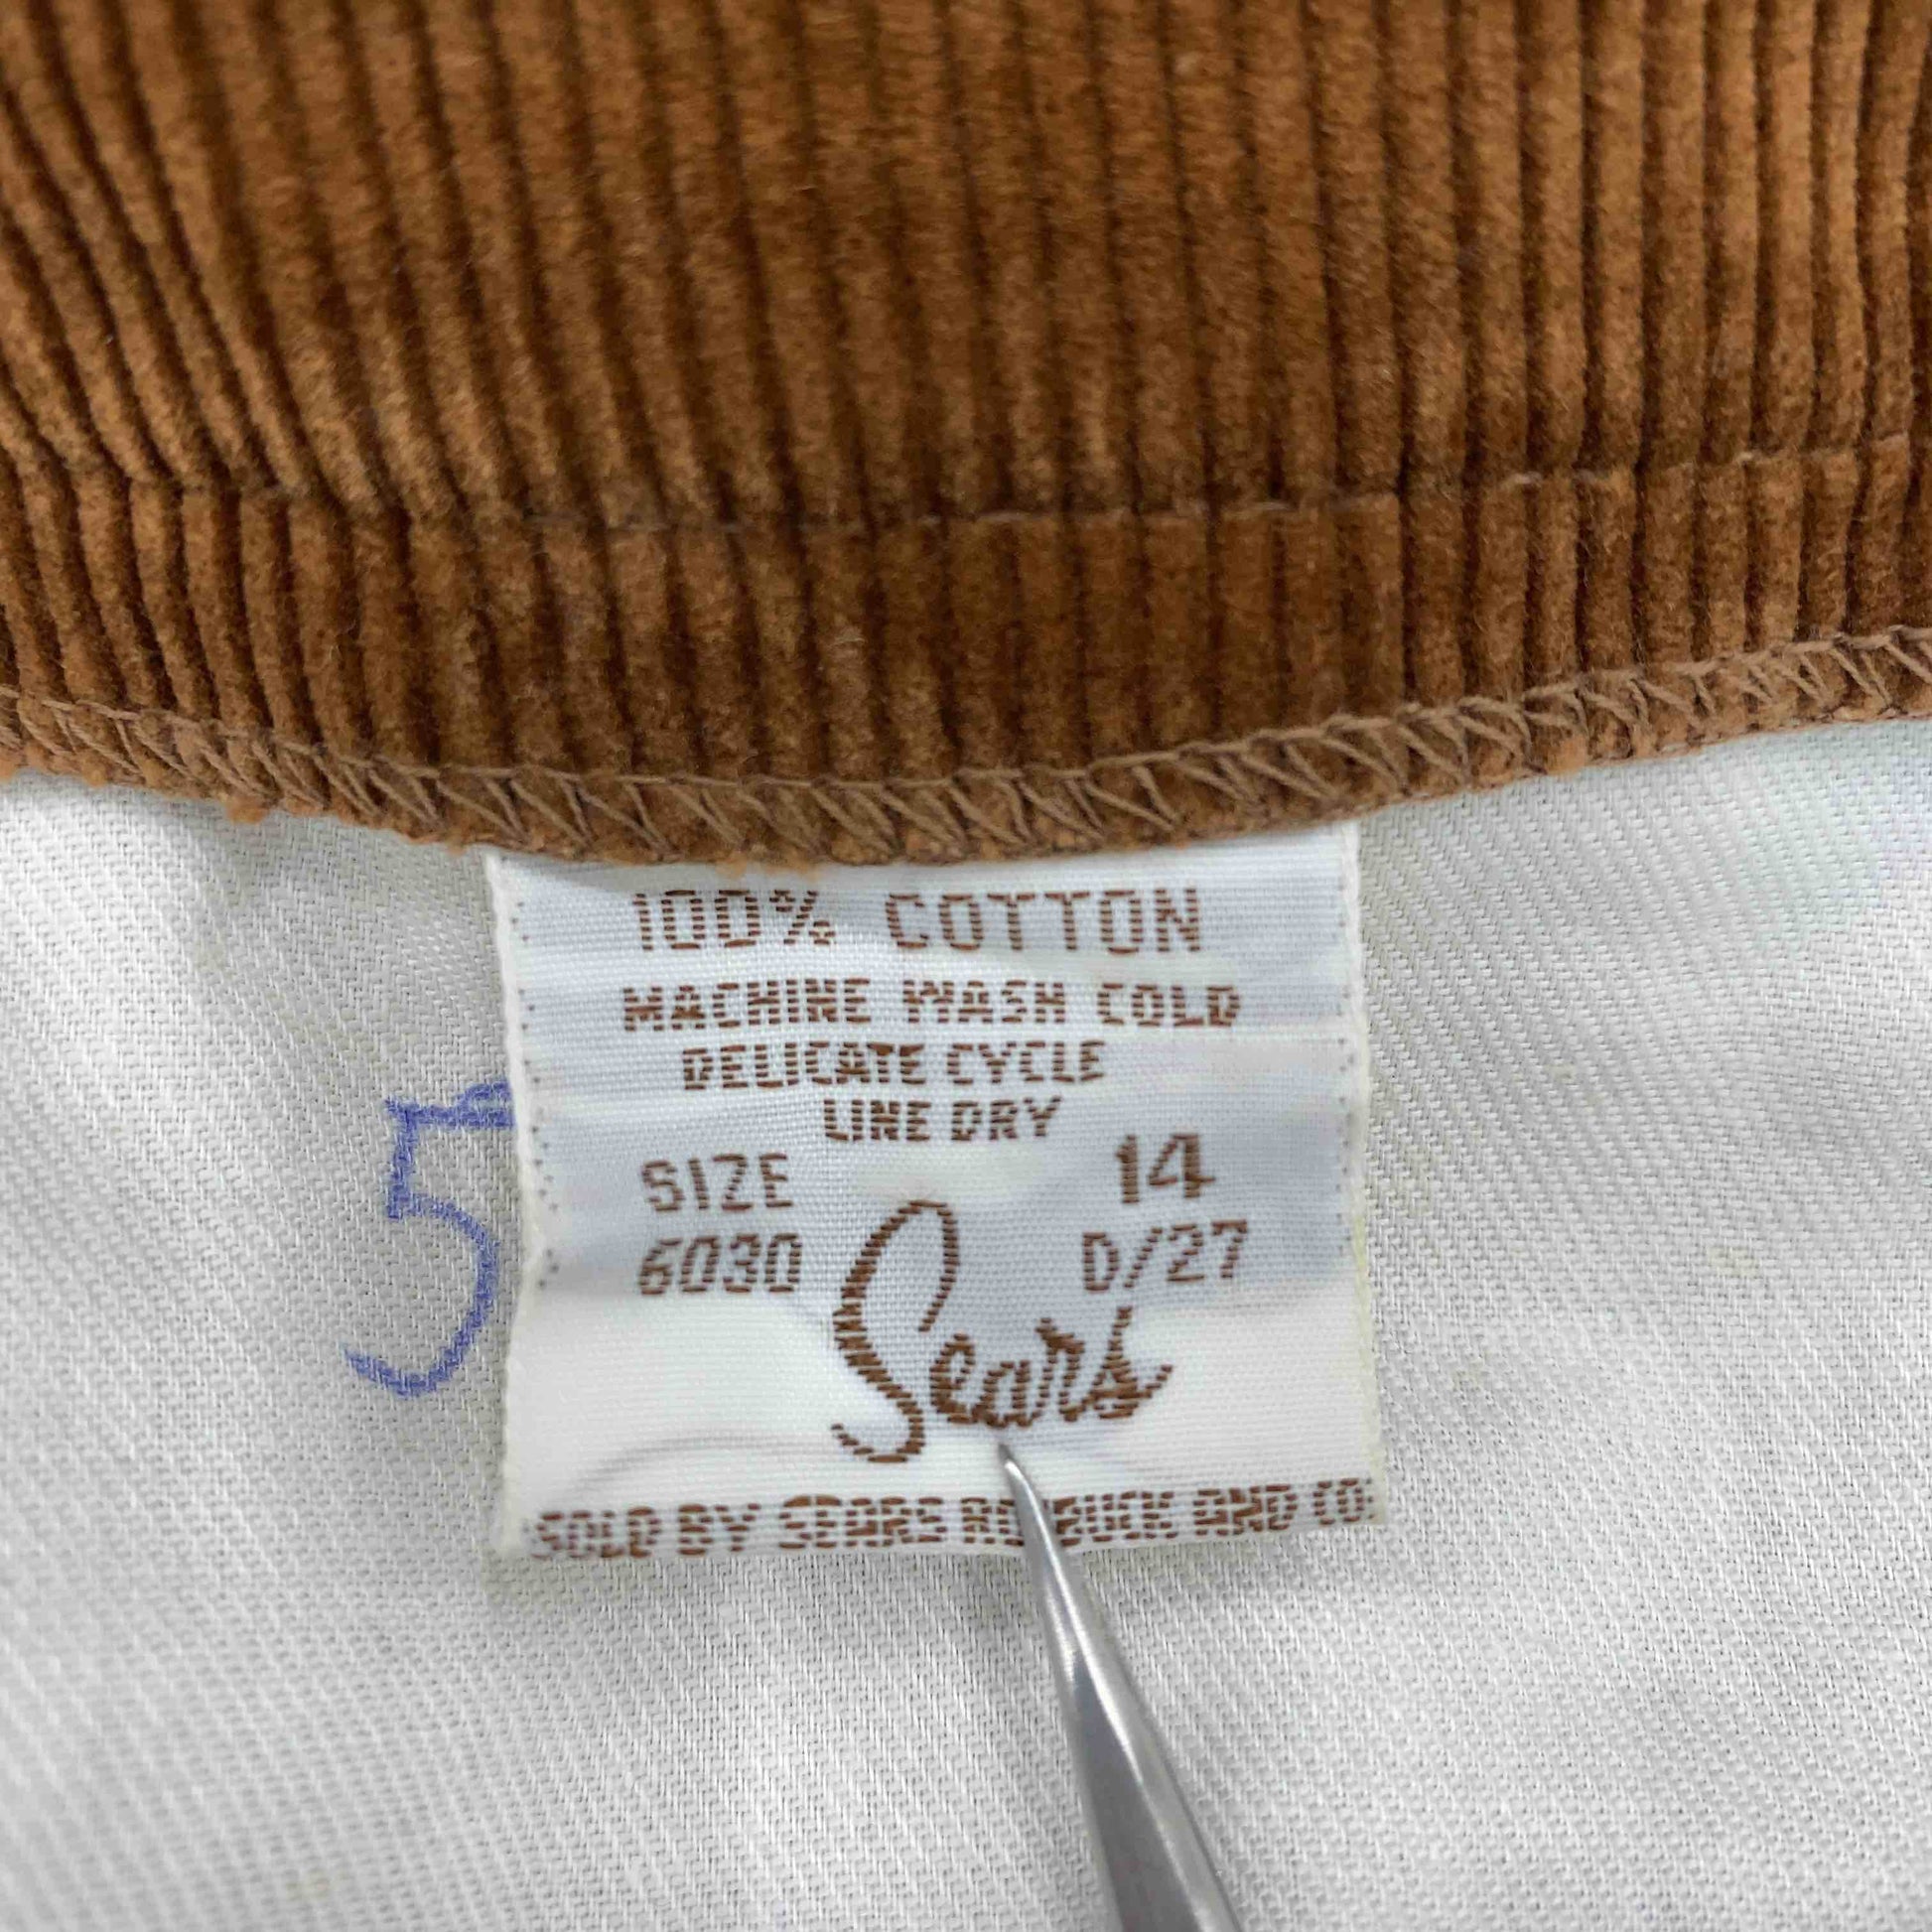 100% COTTON
MACHINE WASH COLD
DELICATE CYCLE
LINE DRY
SIZE 14
6030 D/27
Sears
SOLD BY SEARS ROEBUCK AND CO.
5